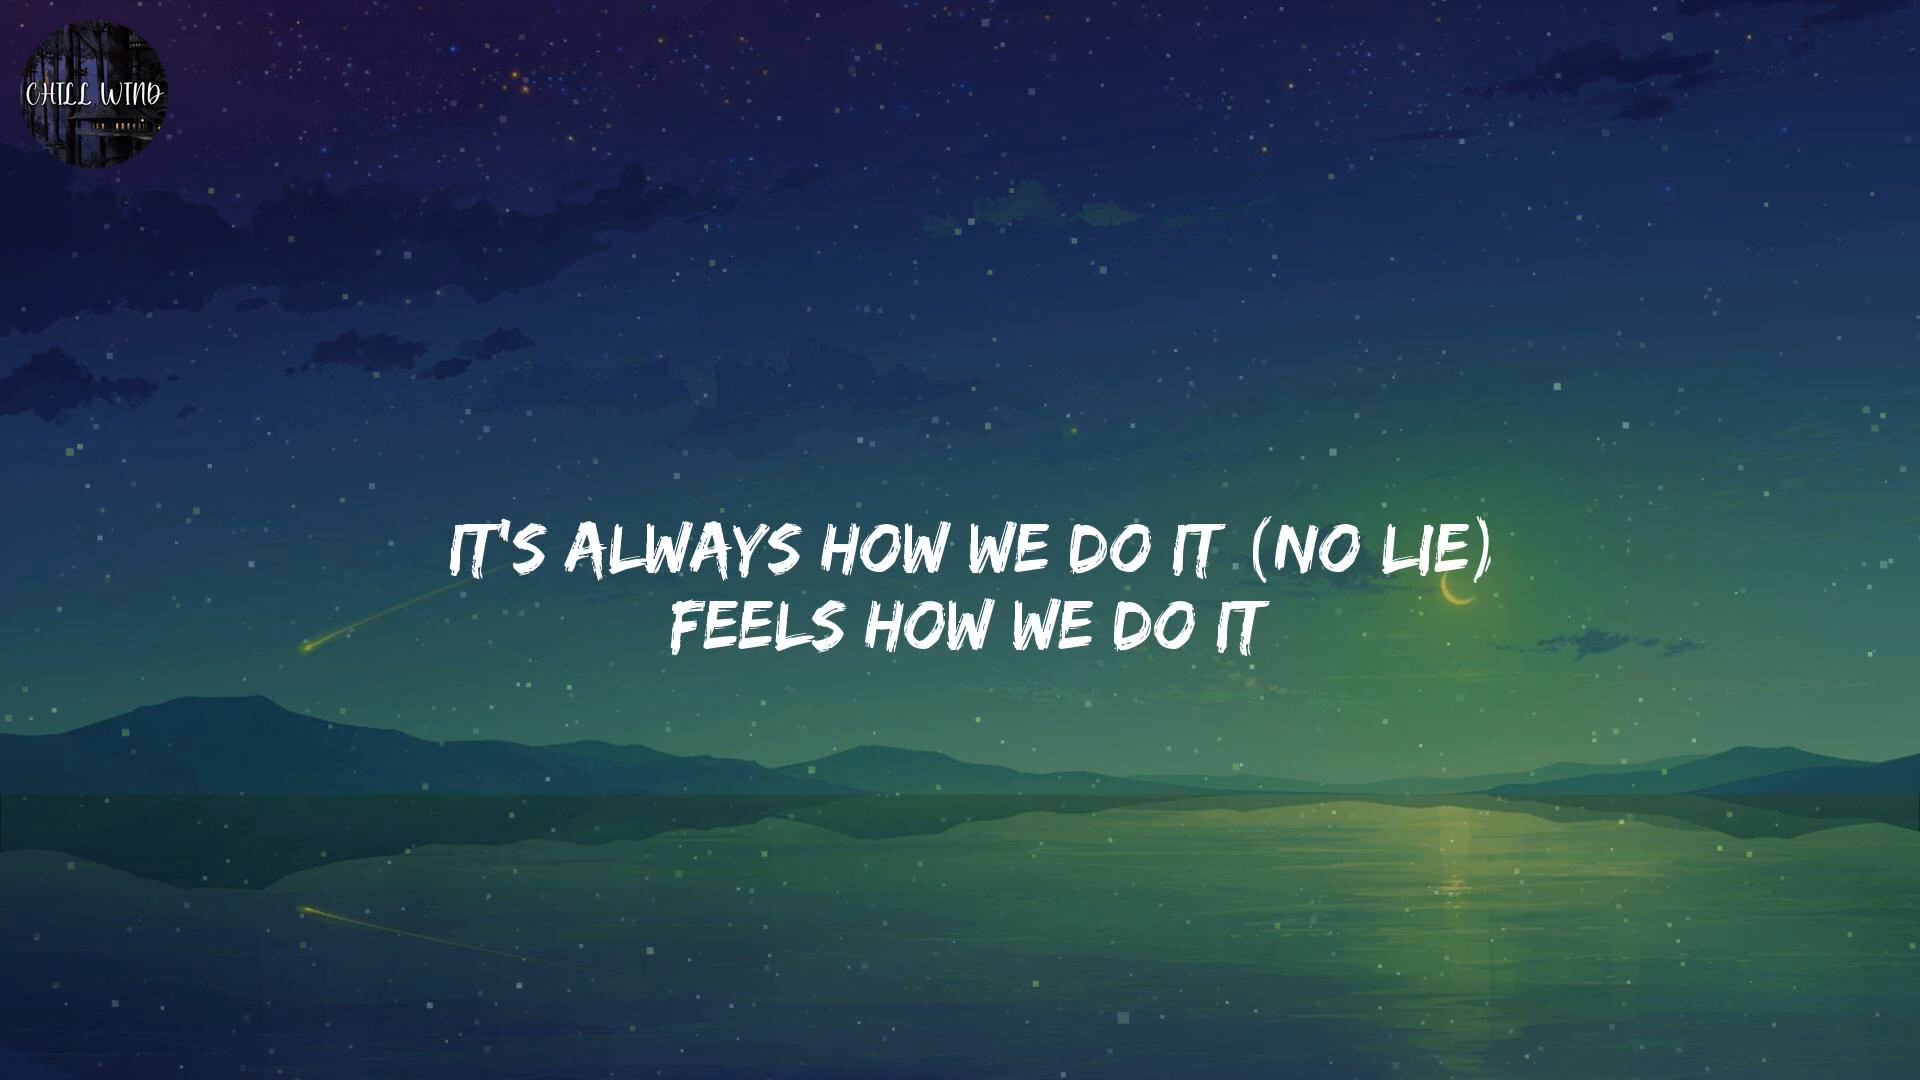 CHILL WIND
IT'S ALWAYS HOW WE DO IT (NO LIE)
FEELS HOW WE DO IT